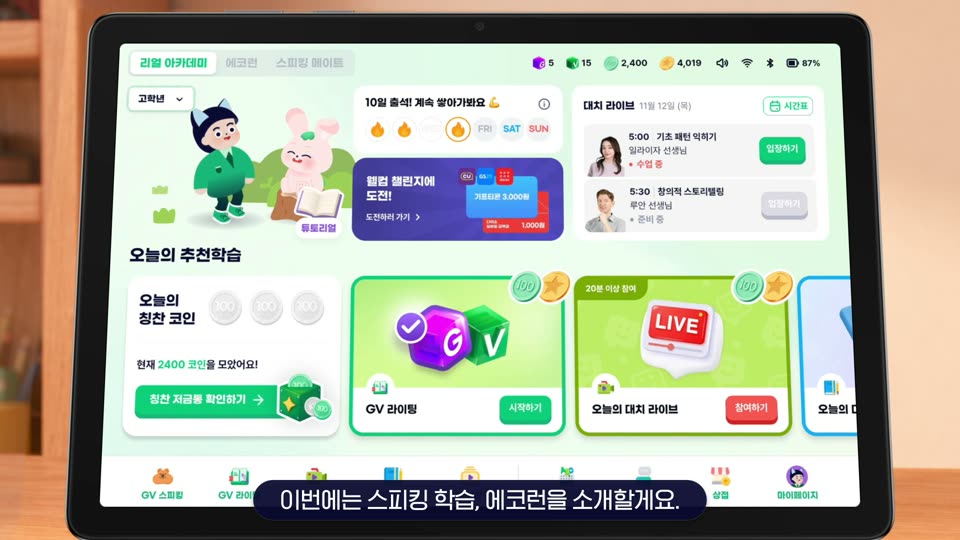 리얼 아카데미
에코런
스피킹 메이트
5
15
2,400
4,019
87%
고학년
튜토리얼
10일 출석! 계속 쌓아가봐요
FRI
SAT
SUN
웰컴 챌린지에
도전!
도전하러 가기 >
CU
GS25
기프티콘 3,000원
1,000원
대치 라이브 11월 12일 (목)
시간표
5:00 기초 패턴 익히기
일라이자 선생님
수업 중
입장하기
5:30 창의적 스토리텔링
루안 선생님
준비 중
입장하기
오늘의 추천학습
오늘의
칭찬 코인
100
100
100
현재 2400 코인을 모았어요!
칭찬 저금통 확인하기 →
100
100
100
G
V
GV 라이팅
시작하기
20분 이상 참여
100
LIVE
오늘의 대치 라이브
참여하기
오늘의 다
GV 스피킹
GV 라이
상점
마이페이지
이번에는 스피킹 학습, 에코런을 소개할게요.